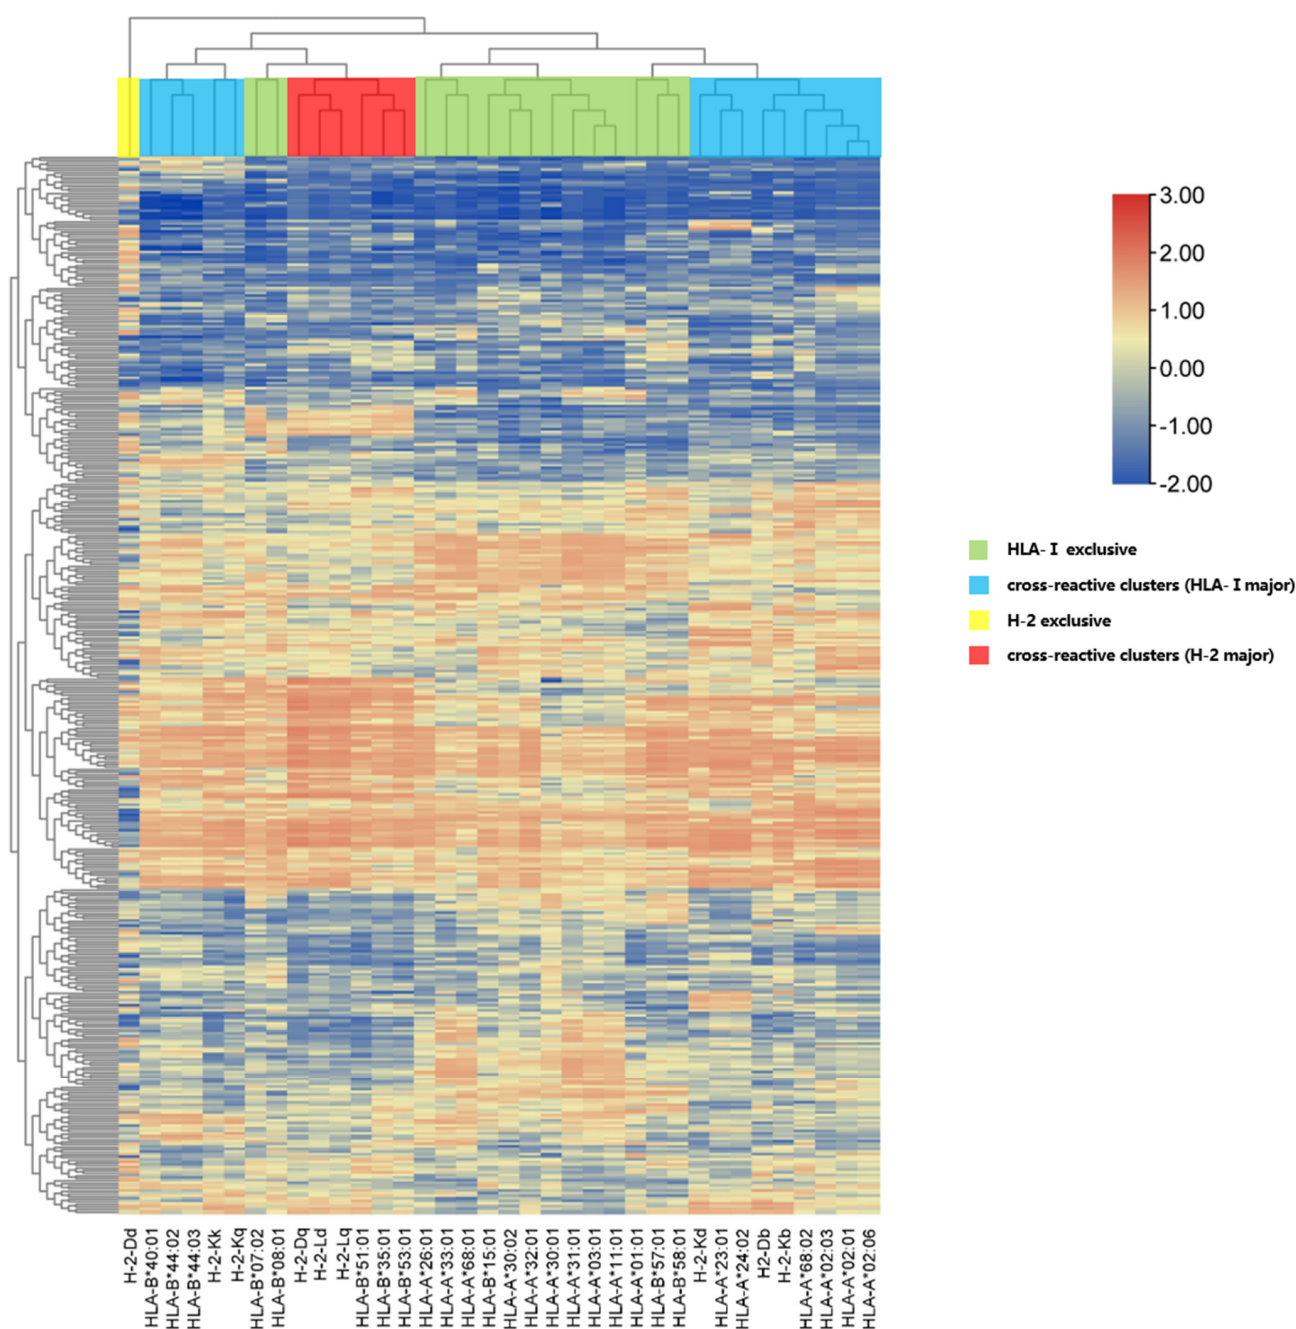 3.00
2.00
1.00
0.00
-1.00
-2.00
HLA- I exclusive
cross-reactive clusters (HLA- I major)
H-2 exclusive
cross-reactive clusters (H-2 major)
H-2-Dd
HLA-B*40:01
HLA-B*44:02
HLA-B*44:03
H-2-Kk
H-2-Kq
HLA-B*07:02
HLA-B*08:01
H-2-Dq
H-2-Ld
H-2-Lq
HLA-B*51:01
HLA-B*35:01
HLA-B*53:01
HLA-A*26:01
HLA-A*33:01
HLA-A*68:01
HLA-B*15:01
HLA-A*30:02
HLA-A*32:01
HLA-A*30:01
HLA-A*31:01
HLA-A*03:01
HLA-A*11:01
HLA-A*01:01
HLA-B*57:01
HLA-B*58:01
H-2-Kd
HLA-A*23:01
HLA-A*24:02
H2-Db
H-2-Kb
HLA-A*68:02
HLA-A*02:03
HLA-A*02:01
HLA-A*02:06